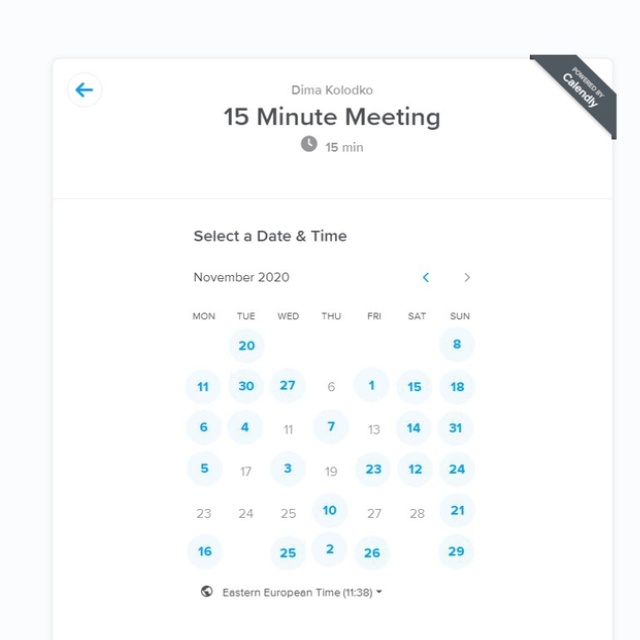 POWERED BY
Calendly
Dima Kolodko
15 Minute Meeting
15 min
Select a Date & Time
November 2020
MON TUE WED THU FRI SAT SUN
20 8
11 30 27 6 1 15 18
6 4 11 7 13 14 31
5 17 3 19 23 12 24
23 24 25 10 27 28 21
16 25 2 26 29
Eastern European Time (11:38)